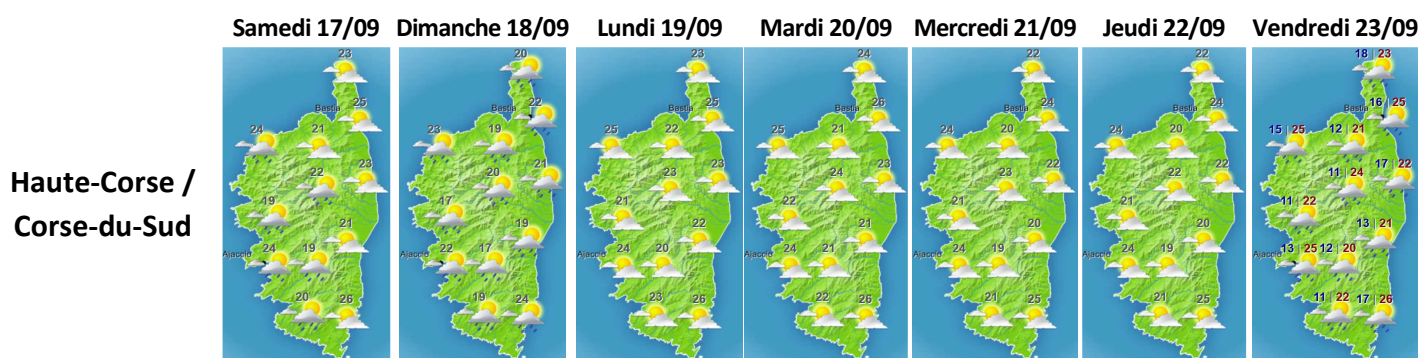 Samedi 17/09 Dimanche 18/09 Lundi 19/09 Mardi 20/09 Mercredi 21/09 Jeudi 22/09 Vendredi 23/09
Haute-Corse /
Corse-du-Sud
23 20 23 24 22 22 18 | 23
Bastia 25 Bastia 22 Bastia 25 Bastia 26 Bastia 24 Bastia 24 Bastia 16 | 25
24 21 23 19 25 22 25 21 24 20 24 20 15 | 25 12 | 21
23 21 23 23 22 22 17 | 22
22 20 24 24 23 23 11 | 24
19 17 21 22 21 21 11 | 22
21 19 22 21 20 20 13 | 21
Ajaccio 24 19 Ajaccio 22 17 Ajaccio 24 20 Ajaccio 24 21 Ajaccio 24 19 Ajaccio 24 19 Ajaccio 13 | 25 12 | 20
20 26 19 24 23 26 22 26 21 25 21 25 11 | 22 17 | 26